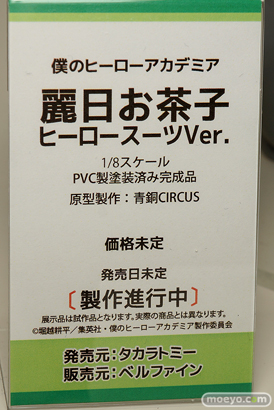 僕のヒーローアカデミア
麗日お茶子
ヒーロースーツVer.
1/8スケール
PVC製塗装済み完成品
原型製作：青銅CIRCUS
価格未定
発売日未定
〔製作進行中〕
展示品は試作品となります。実際の商品とは異なります。
©堀越耕平／集英社・僕のヒーローアカデミア製作委員会
発売元：タカラトミー
販売元：ベルファイン
moeyo.com